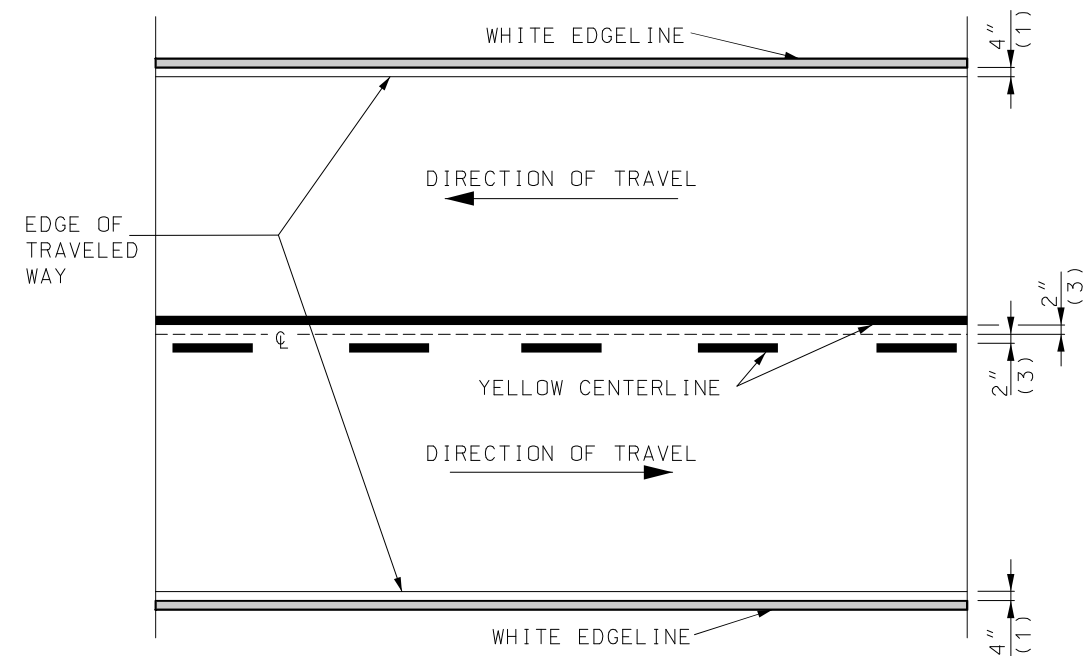 WHITE EDGELINE
4"
(1)
DIRECTION OF TRAVEL
EDGE OF
TRAVELED
WAY
2"
(3)
℄
YELLOW CENTERLINE
2"
(3)
DIRECTION OF TRAVEL
WHITE EDGELINE
4"
(1)